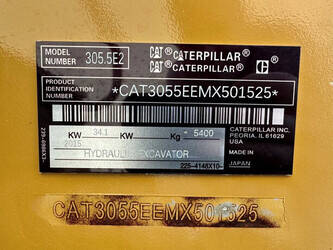 MODEL NUMBER 305.5E2 CAT CATERPILLAR
CAT CATERPILLAR
PRODUCT IDENTIFICATION NUMBER *CAT3055EEMX501525*
KW 34.1 KW Kg 5400
2015
HYDRAULIC EXCAVATOR
CATERPILLAR INC.
PEORIA, IL 61629
USA
MADE IN
JAPAN
CAT3055EEMX501525